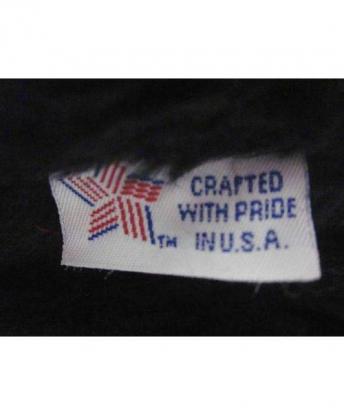 CRAFTED
WITH PRIDE
IN U.S.A.
TM